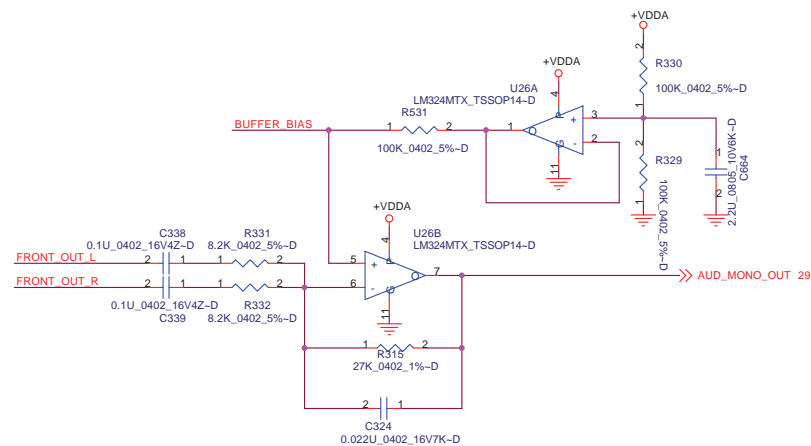 +VDDA
2
R330
100K_0402_5%~D
1
+VDDA
U26A
LM324MTX_TSSOP14~D
4
P
3
+
1
O
2
-
G
11
BUFFER_BIAS
1
R531
2
100K_0402_5%~D
2
R329
100K_0402_5%~D
1
1
C664
2.2U_0805_10V6K~D
2
+VDDA
U26B
LM324MTX_TSSOP14~D
4
P
5
+
7
O
6
-
G
11
C338
0.1U_0402_16V4Z~D
R331
8.2K_0402_5%~D
FRONT_OUT_L
2
1
1
2
FRONT_OUT_R
2
1
1
2
0.1U_0402_16V4Z~D
C339
R332
8.2K_0402_5%~D
AUD_MONO_OUT 29
1
2
R315
27K_0402_1%~D
2
1
C324
0.022U_0402_16V7K~D